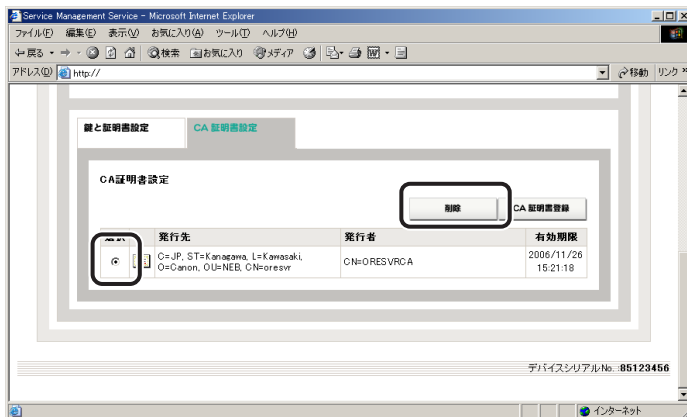 Service Management Service - Microsoft Internet Explorer
ファイル(F) 編集(E) 表示(V) お気に入り(A) ツール(T) ヘルプ(H)
戻る 検索 お気に入り メディア
アドレス(D) http:// 移動 リンク »
鍵と証明書設定 CA 証明書設定
CA証明書設定
削除 CA 証明書登録
発行先 発行者 有効期限
C=JP, ST=Kanagawa, L=Kawasaki, CN=ORESVRCA 2006/11/26
O=Canon, OU=NEB, CN=oresvr 15:21:18
デバイスシリアルNo. :85123456
インターネット